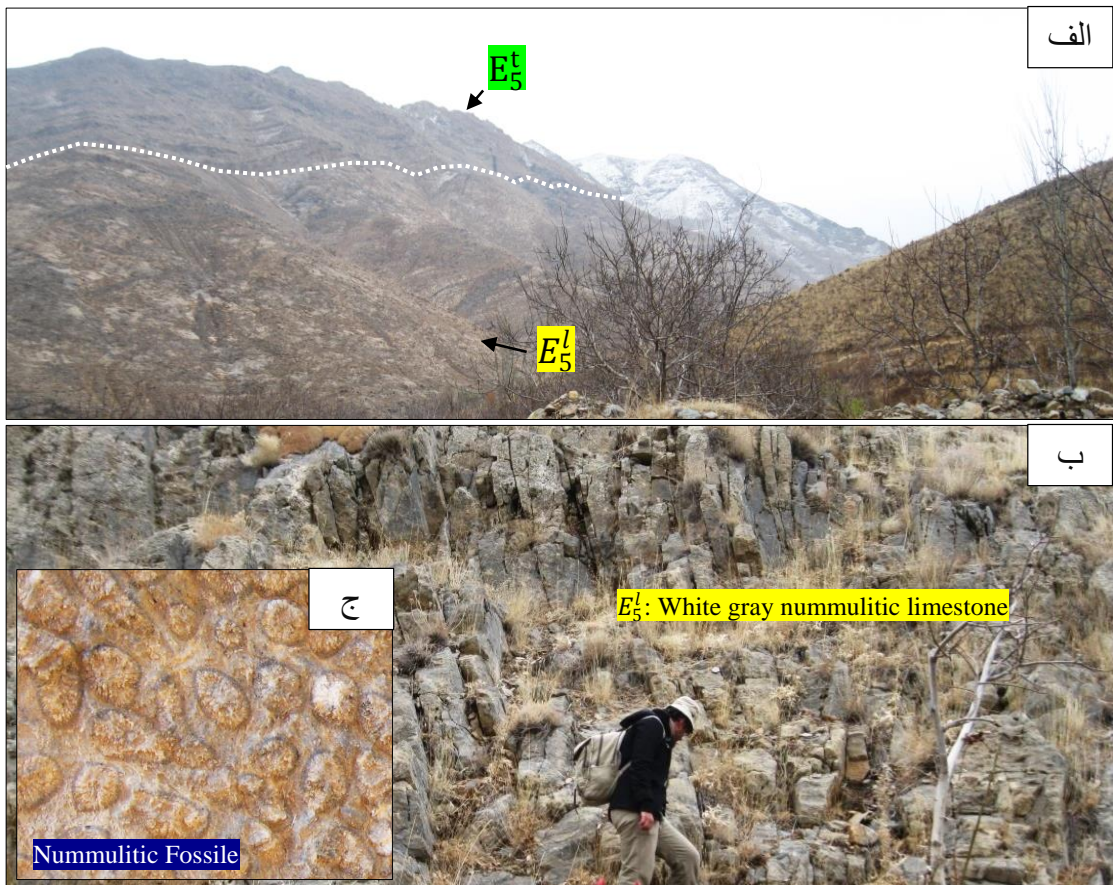 الف
E₅ᵗ
E₅ˡ
ب
E₅ˡ: White gray nummulitic limestone
ج
Nummulitic Fossile